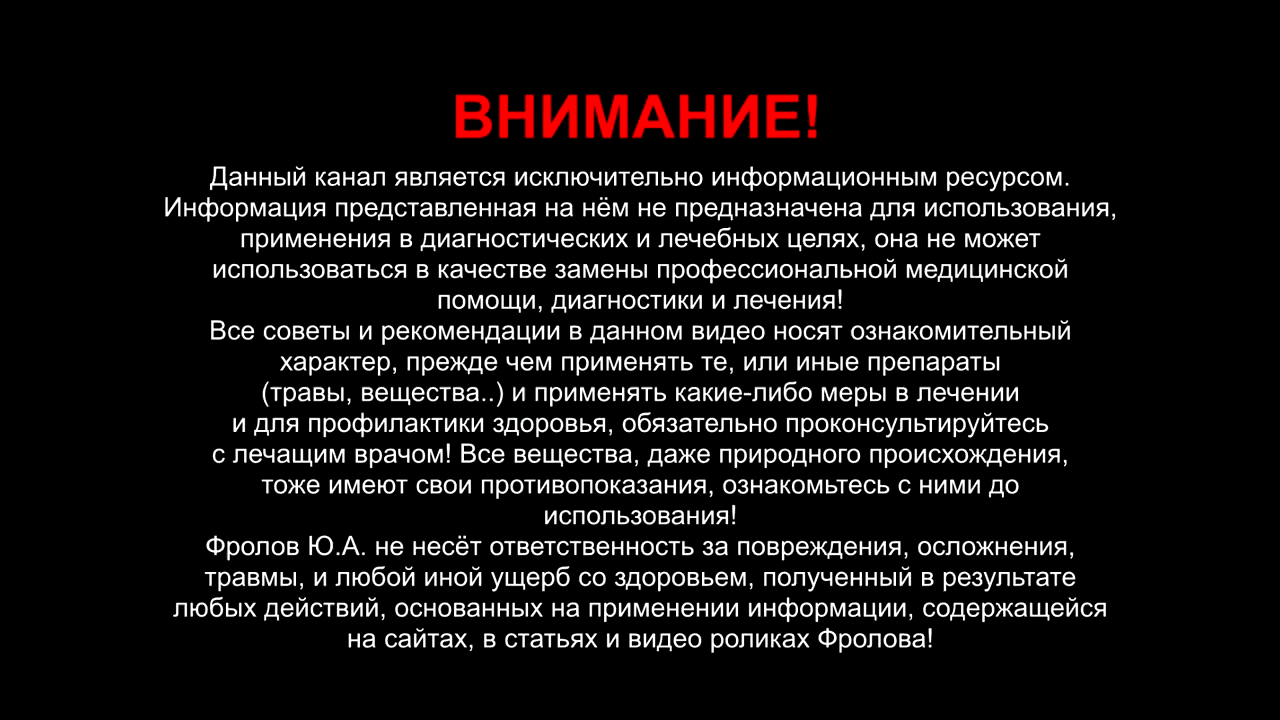 ВНИМАНИЕ!
Данный канал является исключительно информационным ресурсом.
Информация представленная на нём не предназначена для использования,
применения в диагностических и лечебных целях, она не может
использоваться в качестве замены профессиональной медицинской
помощи, диагностики и лечения!
Все советы и рекомендации в данном видео носят ознакомительный
характер, прежде чем применять те, или иные препараты
(травы, вещества..) и применять какие-либо меры в лечении
и для профилактики здоровья, обязательно проконсультируйтесь
с лечащим врачом! Все вещества, даже природного происхождения,
тоже имеют свои противопоказания, ознакомьтесь с ними до
использования!
Фролов Ю.А. не несёт ответственность за повреждения, осложнения,
травмы, и любой иной ущерб со здоровьем, полученный в результате
любых действий, основанных на применении информации, содержащейся
на сайтах, в статьях и видео роликах Фролова!